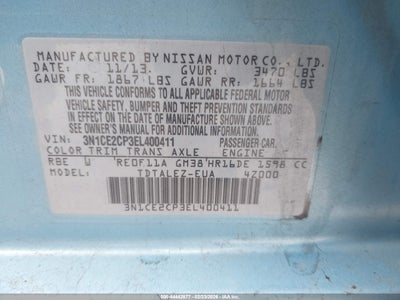 MANUFACTURED BY NISSAN MOTOR CO., LTD.
DATE: 11/13. GVWR: 3470 LBS
GAWR FR: 1867 LBS GAWR RR: 1664 LBS
THIS VEHICLE CONFORMS TO ALL APPLICABLE
FEDERAL MOTOR VEHICLE SAFETY, BUMPER AND
THEFT PREVENTION STANDARDS IN EFFECT ON
THE DATE OF MANUFACTURE SHOWN ABOVE.
See OWNERS MANUAL for additional information
VIN: 3N1CE2CP3EL400411 PASSENGER CAR.
COLOR TRIM TRANS AXLE ENGINE
RBE RE0F11A GM38 HR16DE 1598 CC
MODEL: TDTALEZ-EUA 4Z000
3N1CE2CP3EL400411